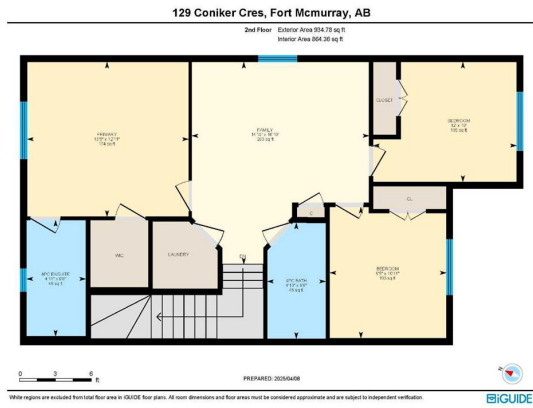 129 Coniker Cres, Fort Mcmurray, AB
2nd Floor Exterior Area 934.78 sq ft
Interior Area 864.36 sq ft
PRIMARY
174 sq ft
FAMILY
CLOSET
BEDROOM
CL
C
4PC ENSUITE
WIC
LAUNDRY
DN
4PC BATH
BEDROOM
0 3 6
ft
PREPARED: 2025/04/08
N
White regions are excluded from total floor area in iGUIDE floor plans. All room dimensions and floor areas must be considered approximate and are subject to independent verification.
iGUIDE